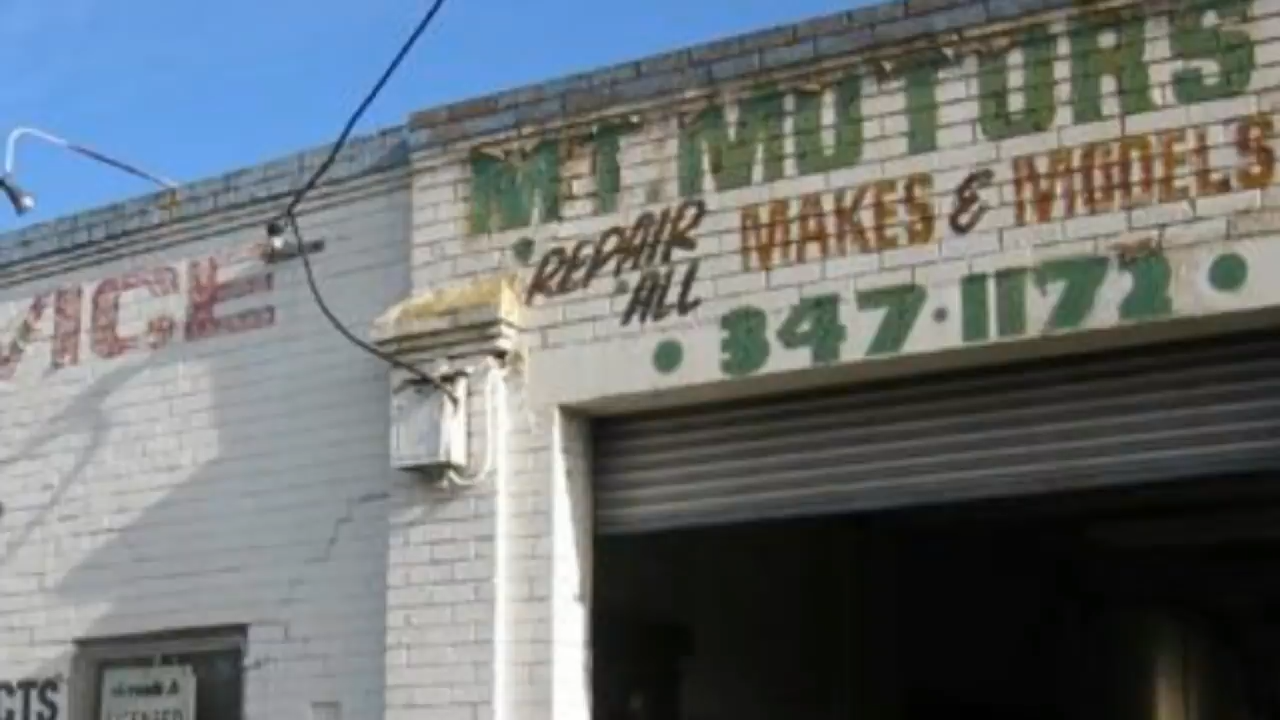 VICE
MT MOTORS
REPAIR ALL MAKES & MODELS
• 347·1172 •
CTS